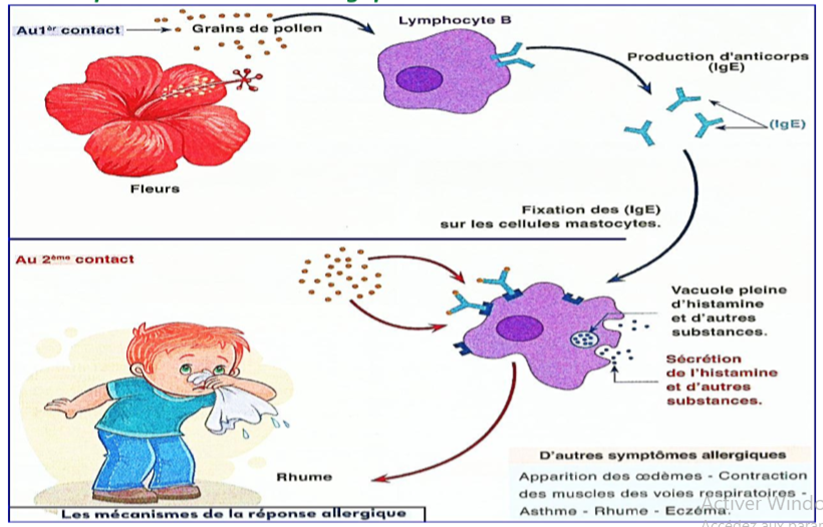 Au1er contact
Grains de pollen
Lymphocyte B
Production d'anticorps
(IgE)
(IgE)
Fleurs
Fixation des (IgE)
sur les cellules mastocytes.
Au 2ème contact
Vacuole pleine
d'histamine
et d'autres
substances.
Sécrétion
de l'histamine
et d'autres
substances.
Rhume
D'autres symptômes allergiques
Apparition des œdèmes - Contraction
des muscles des voies respiratoires -
Asthme - Rhume - Eczéma.
Les mécanismes de la réponse allergique
Activer Windo